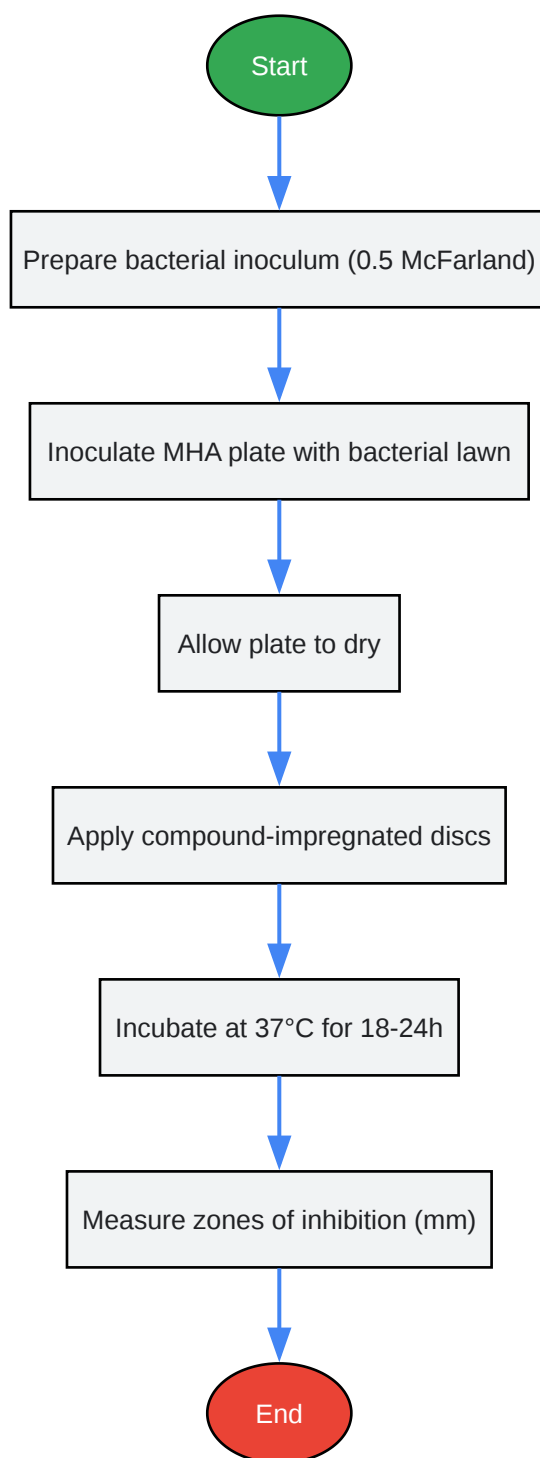 Start
Prepare bacterial inoculum (0.5 McFarland)
Inoculate MHA plate with bacterial lawn
Allow plate to dry
Apply compound-impregnated discs
Incubate at 37°C for 18-24h
Measure zones of inhibition (mm)
End